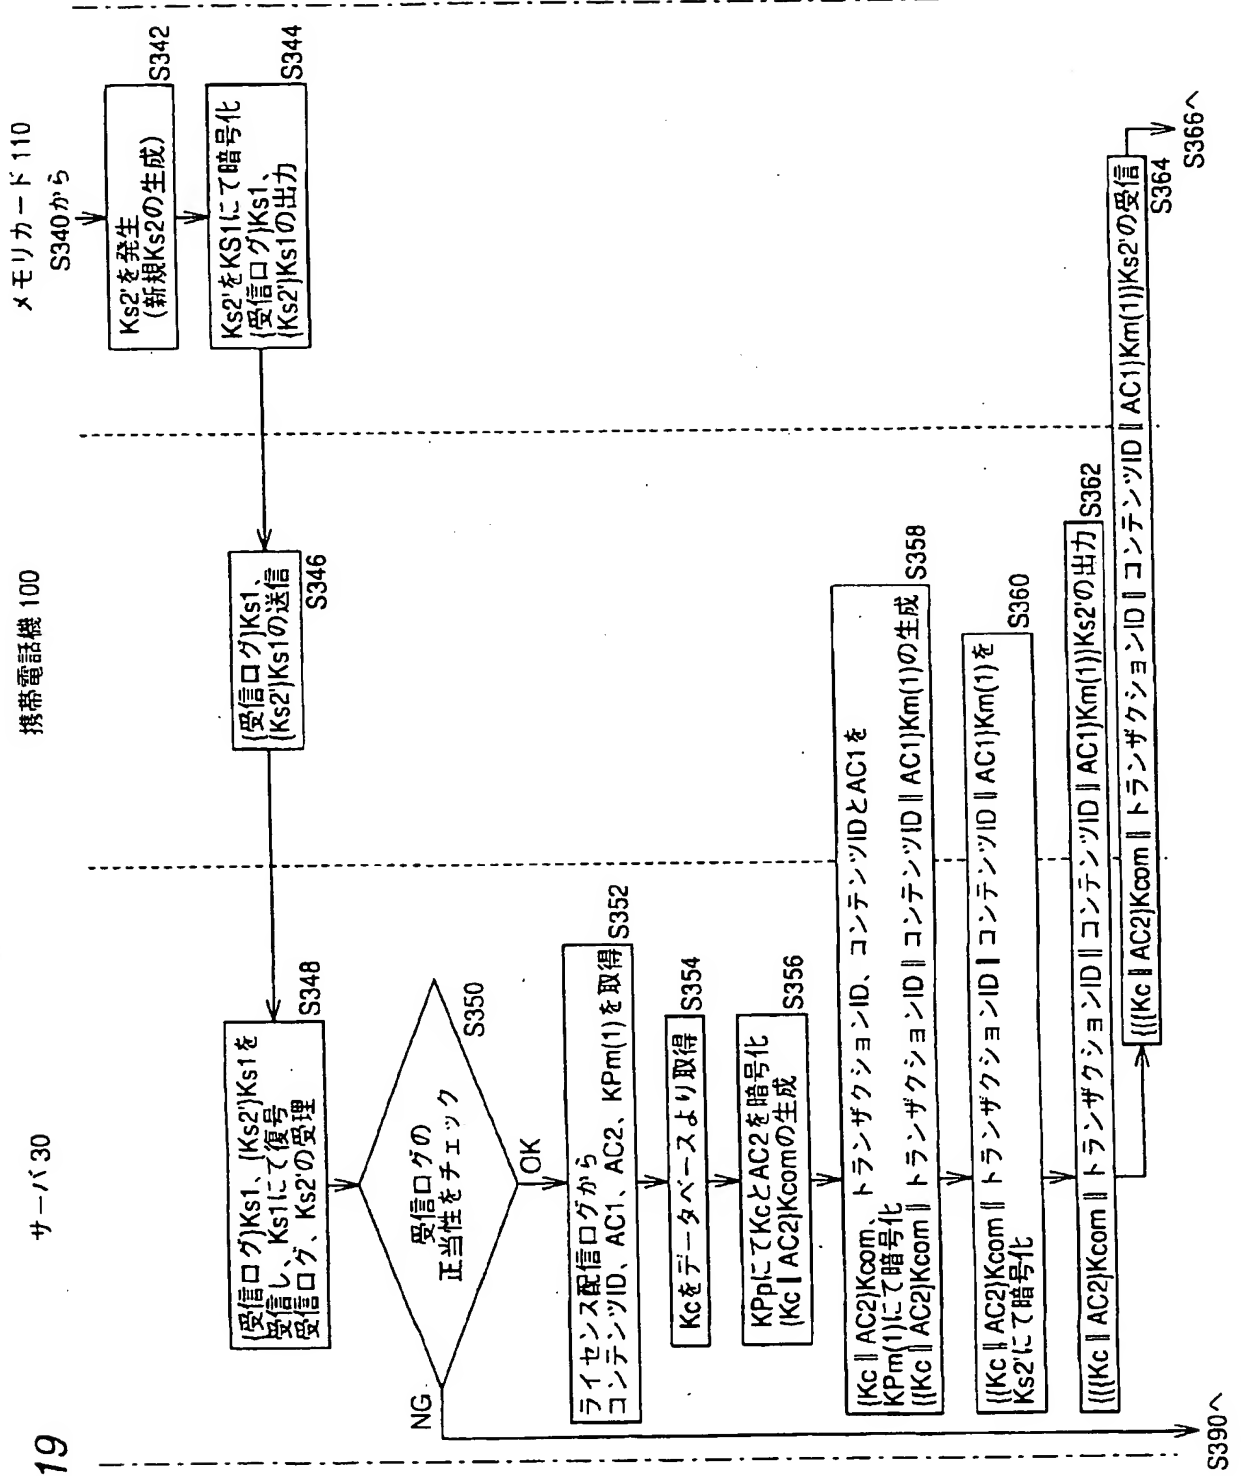 19
サーバ 30
携帯電話機 100
メモリカード 110
S340から
Ks2'を発生
(新規Ks2の生成)
S342
Ks2'をKS1にて暗号化
{受信ログ}Ks1、
{Ks2'}Ks1の出力
S344
{受信ログ}Ks1、
{Ks2'}Ks1の送信
S346
{受信ログ}Ks1、{Ks2'}Ks1を
受信し、Ks1にて復号
受信ログ、Ks2'の受理
S348
受信ログの
正当性をチェック
S350
NG
OK
ライセンス配信ログから
コンテンツID、AC1、AC2、KPm(1)を取得
S352
Kcをデータベースより取得
S354
KPpにてKcとAC2を暗号化
{Kc‖AC2}Kcomの生成
S356
{Kc‖AC2}Kcom、トランザクションID、コンテンツIDとAC1を
KPm(1)にて暗号化
{{Kc‖AC2}Kcom‖トランザクションID‖コンテンツID‖AC1}Km(1)の生成
S358
{{Kc‖AC2}Kcom‖トランザクションID‖コンテンツID‖AC1}Km(1)を
Ks2'にて暗号化
S360
{{{Kc‖AC2}Kcom‖トランザクションID‖コンテンツID‖AC1}Km(1)}Ks2'の出力
S362
{{{Kc‖AC2}Kcom‖トランザクションID‖コンテンツID‖AC1}Km(1)}Ks2'の受信
S364
S366へ
S390へ